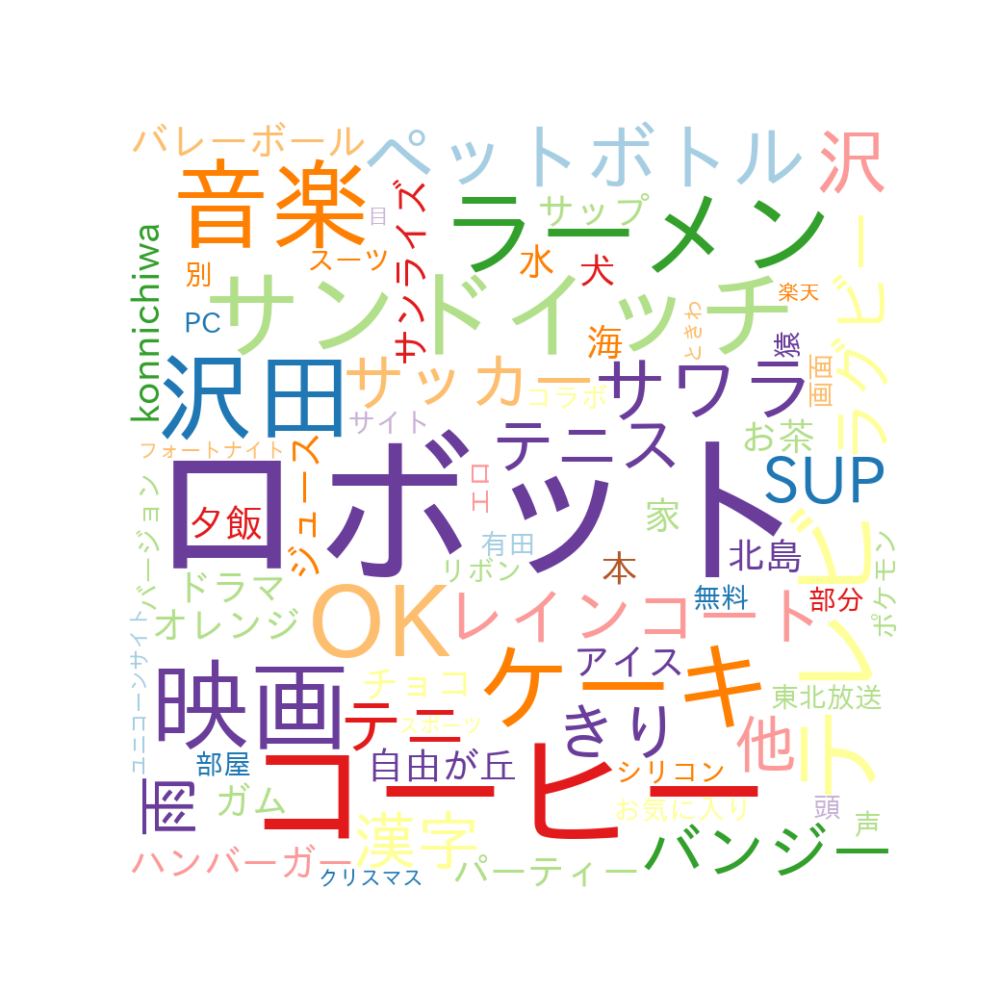 バレーボール
ペットボトル
沢
音楽
目
サンライズ
ラーメン
サップ
スーツ
水
犬
別
konnichiwa
PC
サンドイッチ
楽天
ラグビー
ときわ
海
猿
画面
沢田
サッカー
サワラ
コラボ
サイト
テニス
お茶
フォートナイト
ロボット
ジュース
エロ
SUP
夕飯
家
有田
北島
バージョン
リボン
本
テレビ
ポケモン
ドラマ
無料
部分
オレンジ
OK
レインコート
ユニコーンサイト
映画
チョコ
ケーキ
アイス
東北放送
テニ
スポーツ
きり
他
部屋
自由が丘
シリコン
雨
ガム
コーヒー
お気に入り
頭
声
漢字
バンジー
ハンバーガー
クリスマス
パーティー